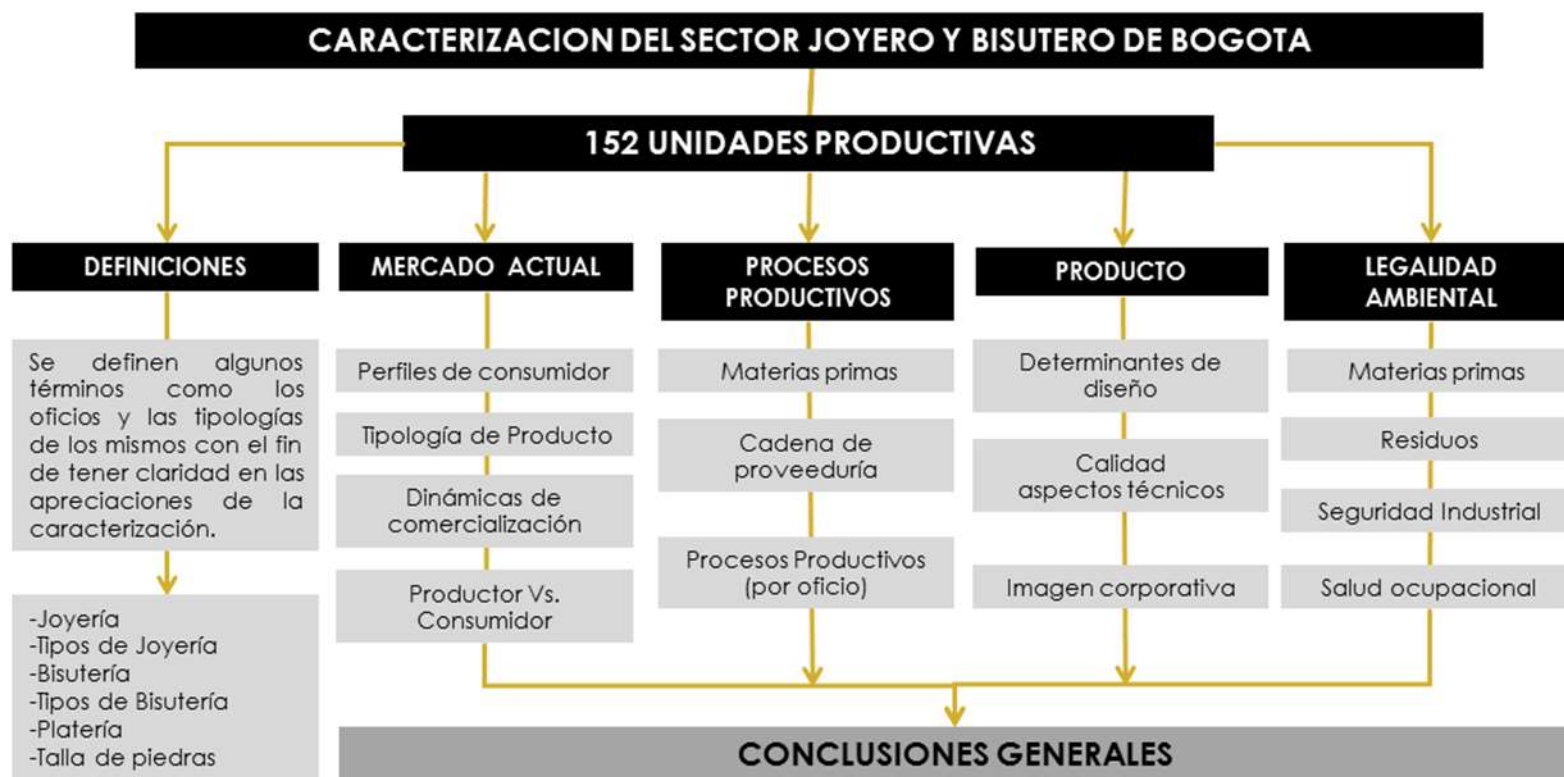 CARACTERIZACION DEL SECTOR JOYERO Y BISUTERO DE BOGOTA
152 UNIDADES PRODUCTIVAS
DEFINICIONES
Se definen algunos
términos como los
oficios y las tipologías
de los mismos con el fin
de tener claridad en las
apreciaciones de la
caracterización.
-Joyería
-Tipos de Joyería
-Bisutería
-Tipos de Bisutería
-Platería
-Talla de piedras
MERCADO ACTUAL
Perfiles de consumidor
Tipología de Producto
Dinámicas de
comercialización
Productor Vs.
Consumidor
PROCESOS
PRODUCTIVOS
Materias primas
Cadena de
proveeduría
Procesos Productivos
(por oficio)
PRODUCTO
Determinantes de
diseño
Calidad
aspectos técnicos
Imagen corporativa
LEGALIDAD
AMBIENTAL
Materias primas
Residuos
Seguridad Industrial
Salud ocupacional
CONCLUSIONES GENERALES